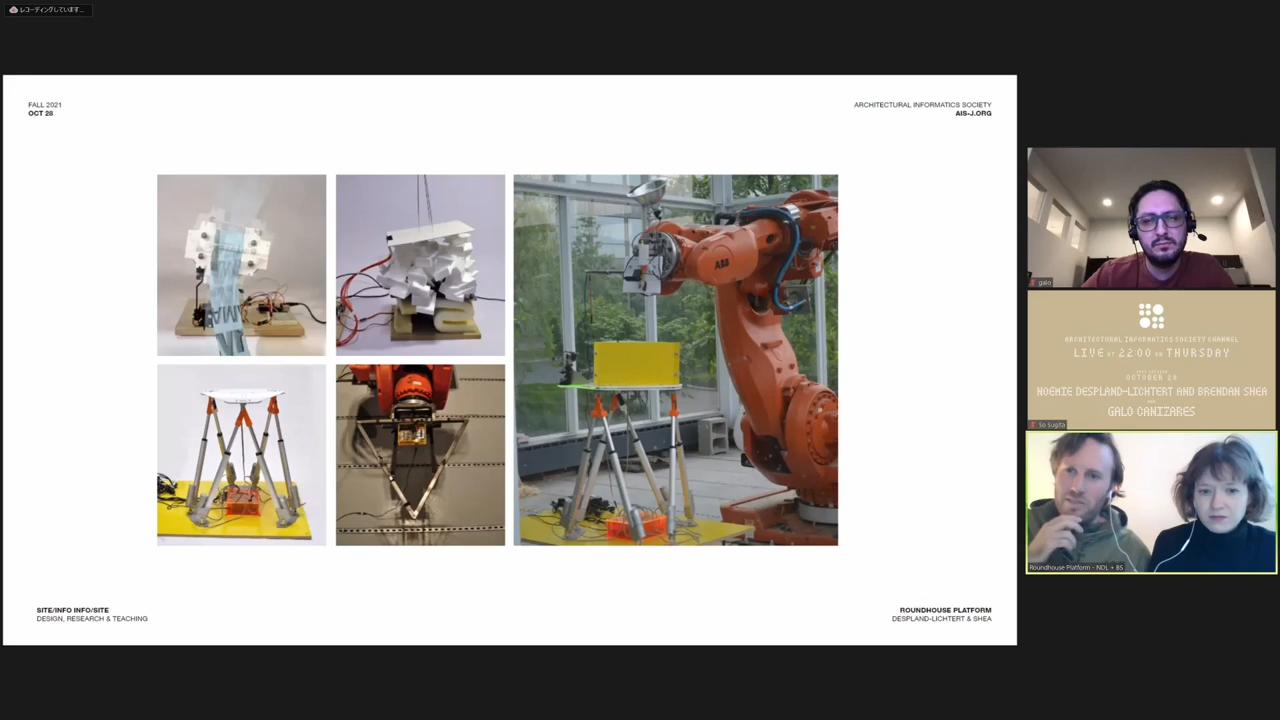 レコーディングしています...
FALL 2021
OCT 28
ARCHITECTURAL INFORMATICS SOCIETY
AIS-J.ORG
ABB
SITE/INFO INFO/SITE
DESIGN, RESEARCH & TEACHING
ROUNDHOUSE PLATFORM
DESPLAND-LICHTERT & SHEA
galo
ARCHITECTURAL INFORMATICS SOCIETY CHANNEL
LIVE AT 22:00 ON THURSDAY
OCTOBER 28
NOEMIE DESPLAND-LICHTERT AND BRENDAN SHEA
GALO CANIZARES
So Sugita
Roundhouse Platform - NDL + BS